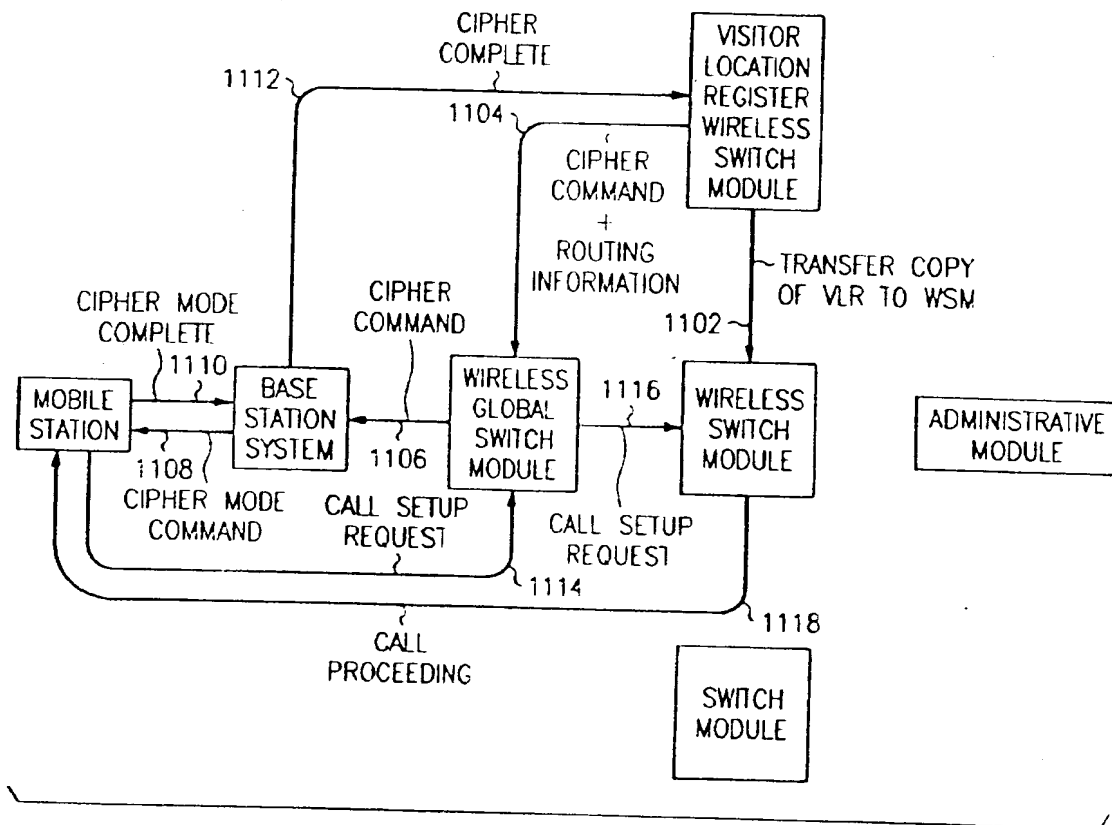 CIPHER
COMPLETE
1112
VISITOR
LOCATION
REGISTER
WIRELESS
SWITCH
MODULE
1104
CIPHER
COMMAND
+
ROUTING
INFORMATION
TRANSFER COPY
OF VLR TO WSM
1102
CIPHER MODE
COMPLETE
1110
CIPHER
COMMAND
MOBILE
STATION
BASE
STATION
SYSTEM
WIRELESS
GLOBAL
SWITCH
MODULE
1116
WIRELESS
SWITCH
MODULE
ADMINISTRATIVE
MODULE
1108
CIPHER MODE
COMMAND
1106
CALL SETUP
REQUEST
CALL SETUP
REQUEST
1114
1118
CALL
PROCEEDING
SWITCH
MODULE